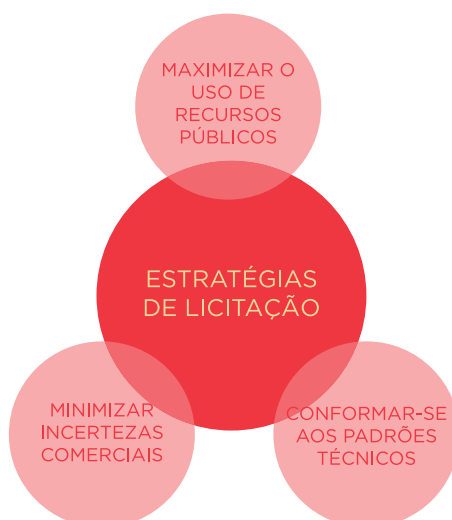 MAXIMIZAR O
USO DE
RECURSOS
PÚBLICOS
ESTRATÉGIAS
DE LICITAÇÃO
MINIMIZAR
INCERTEZAS
COMERCIAIS
CONFORMAR-SE
AOS PADRÕES
TÉCNICOS